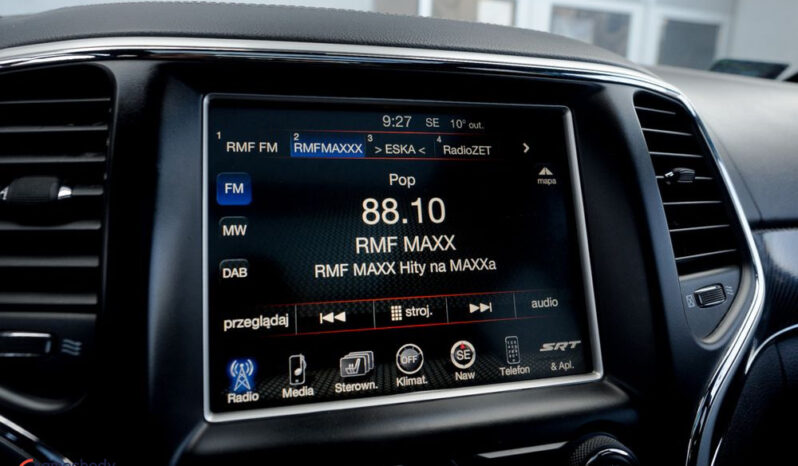 9:27 SE 10° out.
1 RMF FM 2 RMFMAXXX 3 > ESKA < 4 RadioZET >
Pop
mapa
FM
88.10
MW
RMF MAXX
DAB
RMF MAXX Hity na MAXXa
przeglądaj stroj. audio
OFF SE SRT
Radio Media Sterown. Klimat. Naw Telefon & Apl.